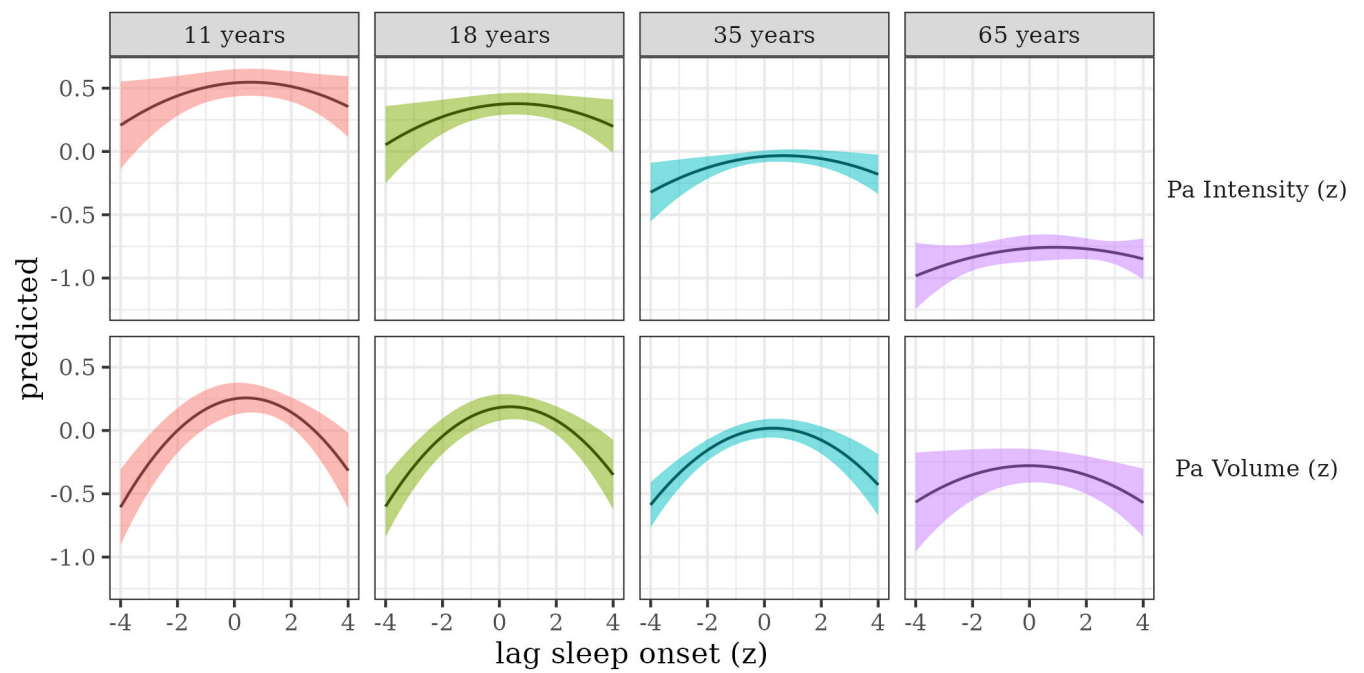 11 years 18 years 35 years 65 years
0.5
0.0
-0.5
-1.0
Pa Intensity (z)
predicted
0.5
0.0
-0.5
-1.0
Pa Volume (z)
-4 -2 0 2 4 -4 -2 0 2 4 -4 -2 0 2 4 -4 -2 0 2 4
lag sleep onset (z)